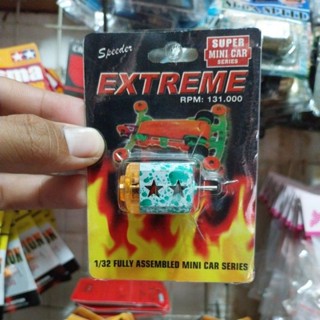 Speeder
SUPER
MINI CAR
SERIES
EXTREME
RPM: 131.000
1/32 FULLY ASSEMBLED MINI CAR SERIES